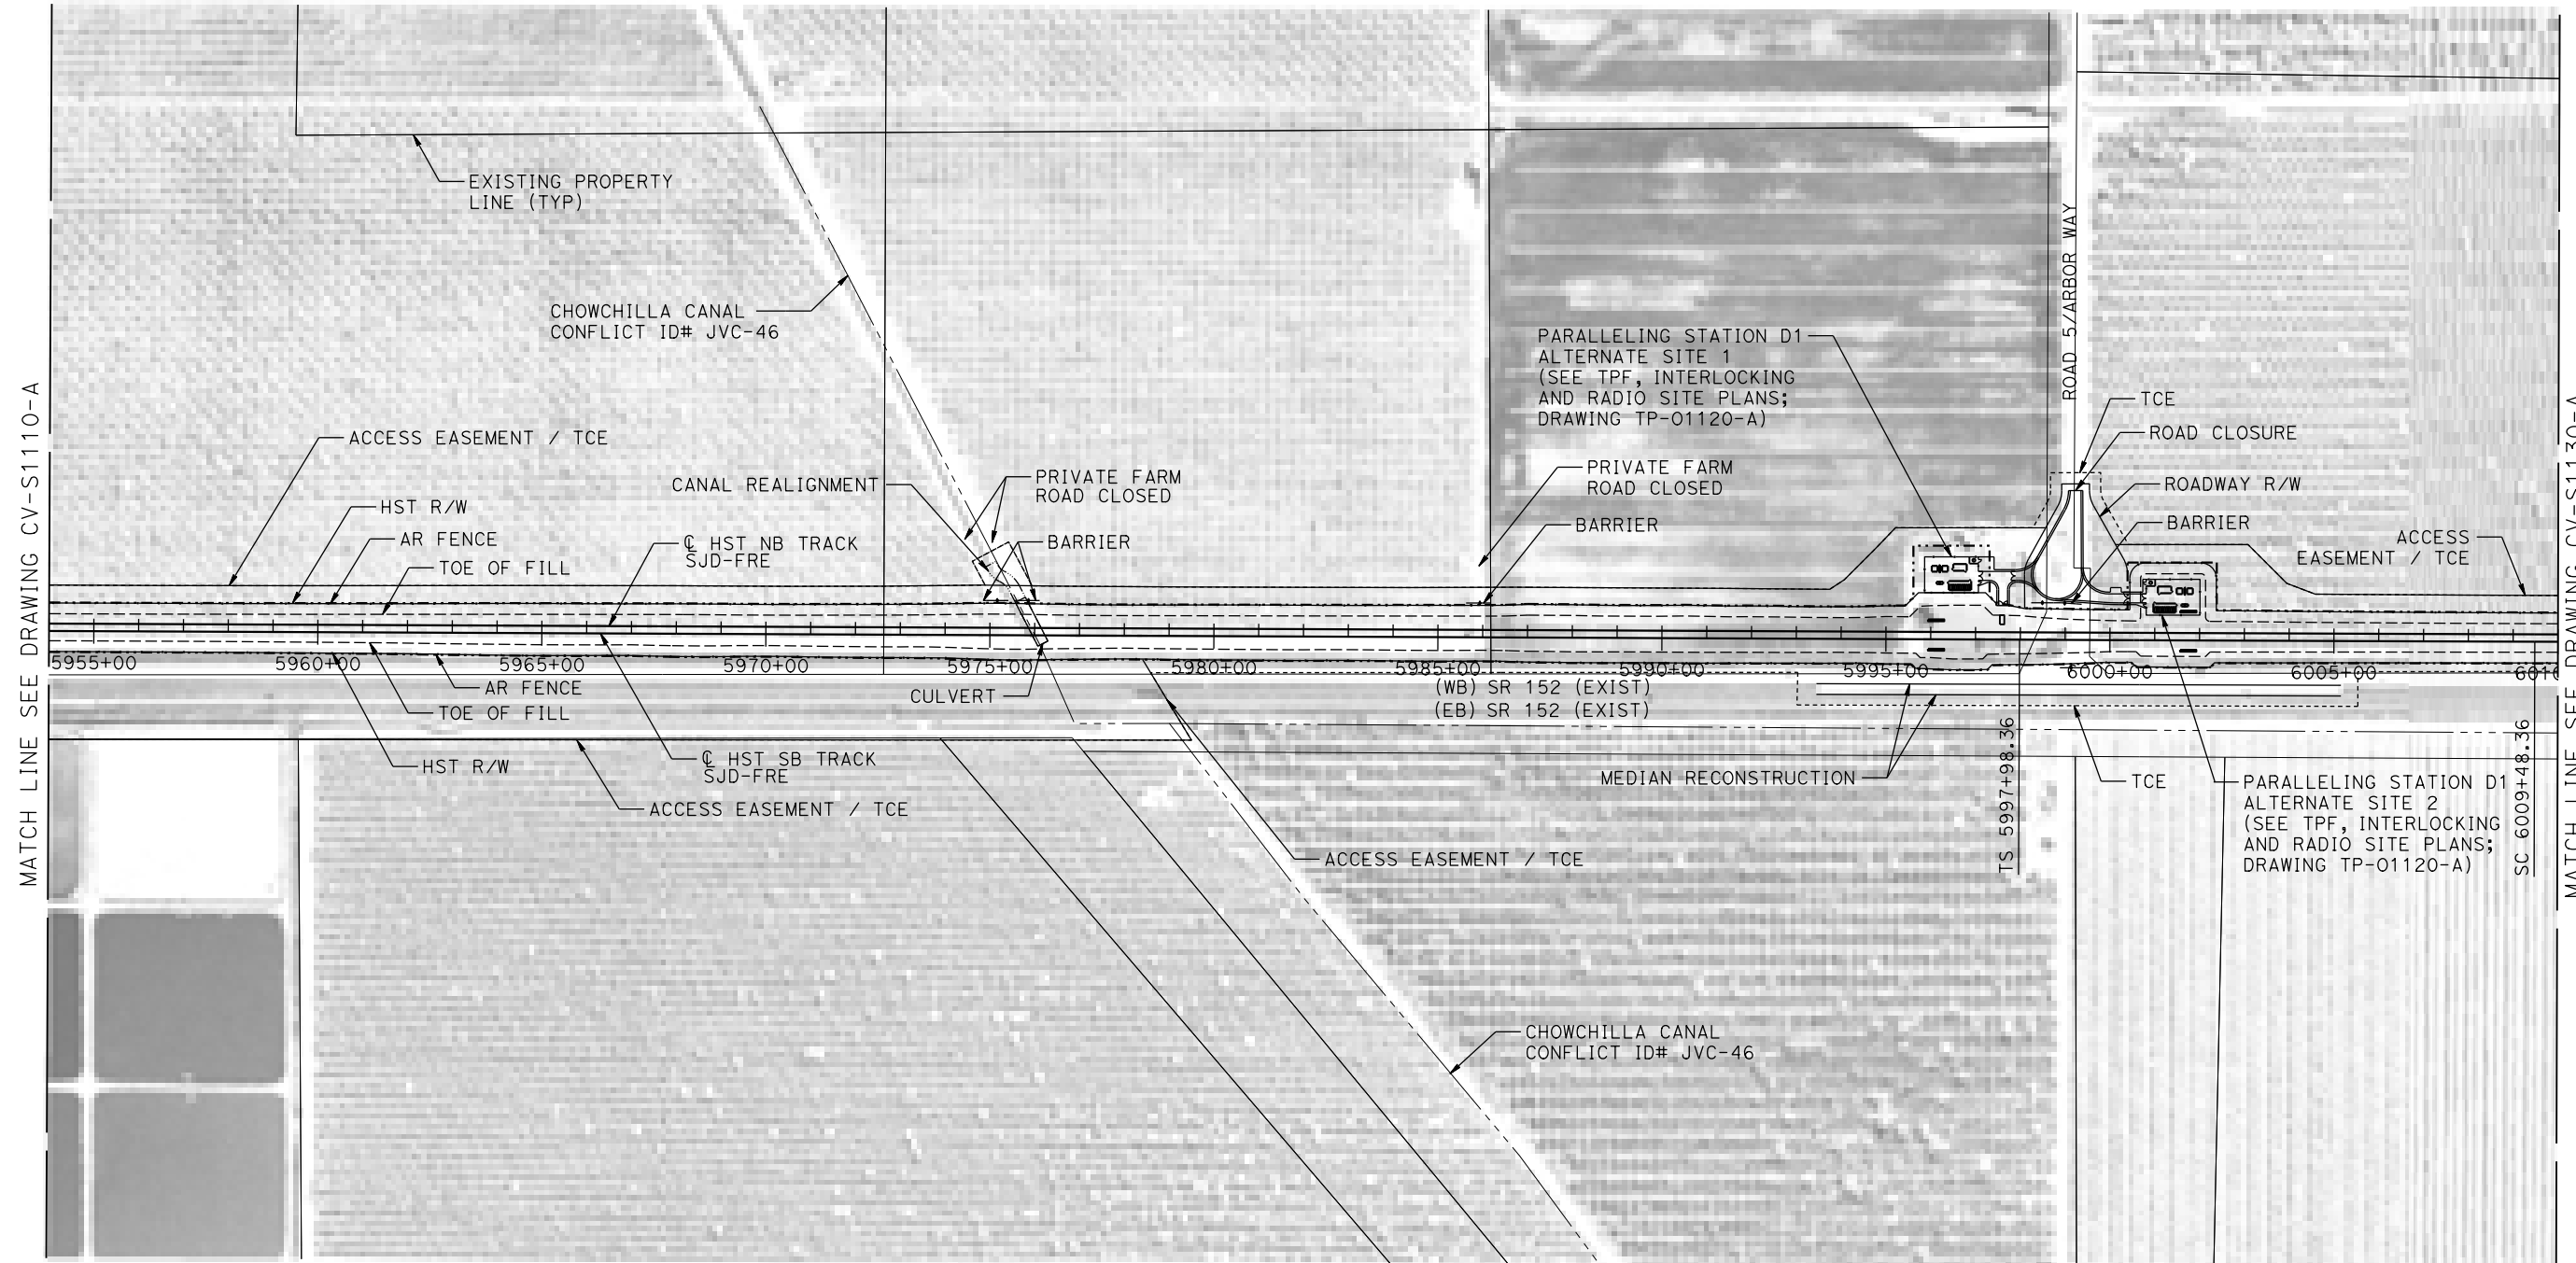 EXISTING PROPERTY
LINE (TYP)
CHOWCHILLA CANAL
CONFLICT ID# JVC-46
ROAD 5/ARBOR WAY
PARALLELING STATION D1
ALTERNATE SITE 1
(SEE TPF, INTERLOCKING
AND RADIO SITE PLANS;
DRAWING TP-01120-A)
MATCH LINE SEE DRAWING CV-S1110-A
ACCESS EASEMENT / TCE
CANAL REALIGNMENT
PRIVATE FARM
ROAD CLOSED
PRIVATE FARM
ROAD CLOSED
TCE
ROAD CLOSURE
ROADWAY R/W
BARRIER
ACCESS
EASEMENT / TCE
MATCH LINE SEE DRAWING CV-S1130-A
HST R/W
AR FENCE
TOE OF FILL
℄ HST NB TRACK
SJD-FRE
BARRIER
BARRIER
5955+00
5960+00
5965+00
5970+00
5975+00
5980+00
5985+00
5990+00
5995+00
6000+00
6005+00
AR FENCE
TOE OF FILL
HST R/W
℄ HST SB TRACK
SJD-FRE
ACCESS EASEMENT / TCE
CULVERT
(WB) SR 152 (EXIST)
(EB) SR 152 (EXIST)
MEDIAN RECONSTRUCTION
TS 5997+98.36
TCE
PARALLELING STATION D1
ALTERNATE SITE 2
(SEE TPF, INTERLOCKING
AND RADIO SITE PLANS;
DRAWING TP-01120-A)
SC 6009+48.36
ACCESS EASEMENT / TCE
CHOWCHILLA CANAL
CONFLICT ID# JVC-46